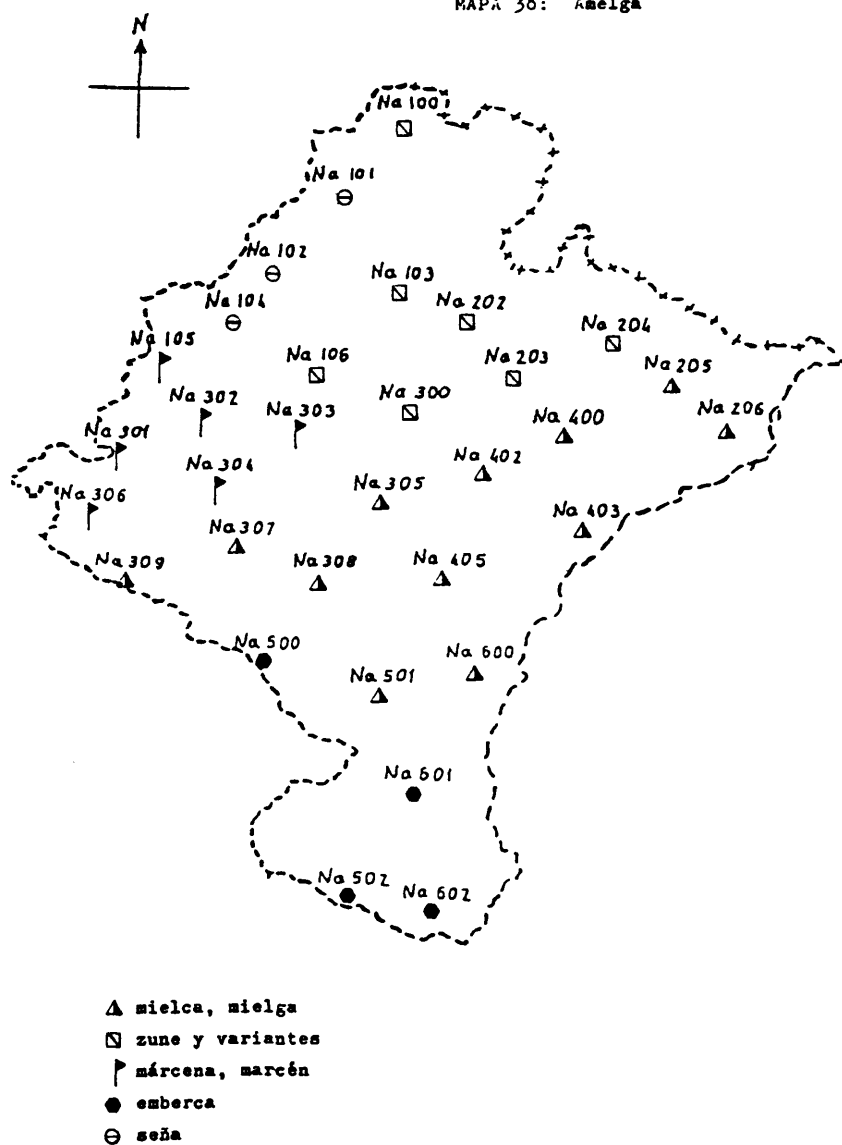 MAPA 38: Amelga
N
Na 100
Na 101
Na 102
Na 103
Na 104
Na 202
Na 204
Na 105
Na 205
Na 106
Na 203
Na 302
Na 300
Na 206
Na 303
Na 400
Na 301
Na 402
Na 304
Na 305
Na 306
Na 403
Na 307
Na 309
Na 308
Na 405
Na 500
Na 600
Na 501
Na 601
Na 502
Na 602
mielca, mielga
zune y variantes
márcena, marcén
emberca
seña